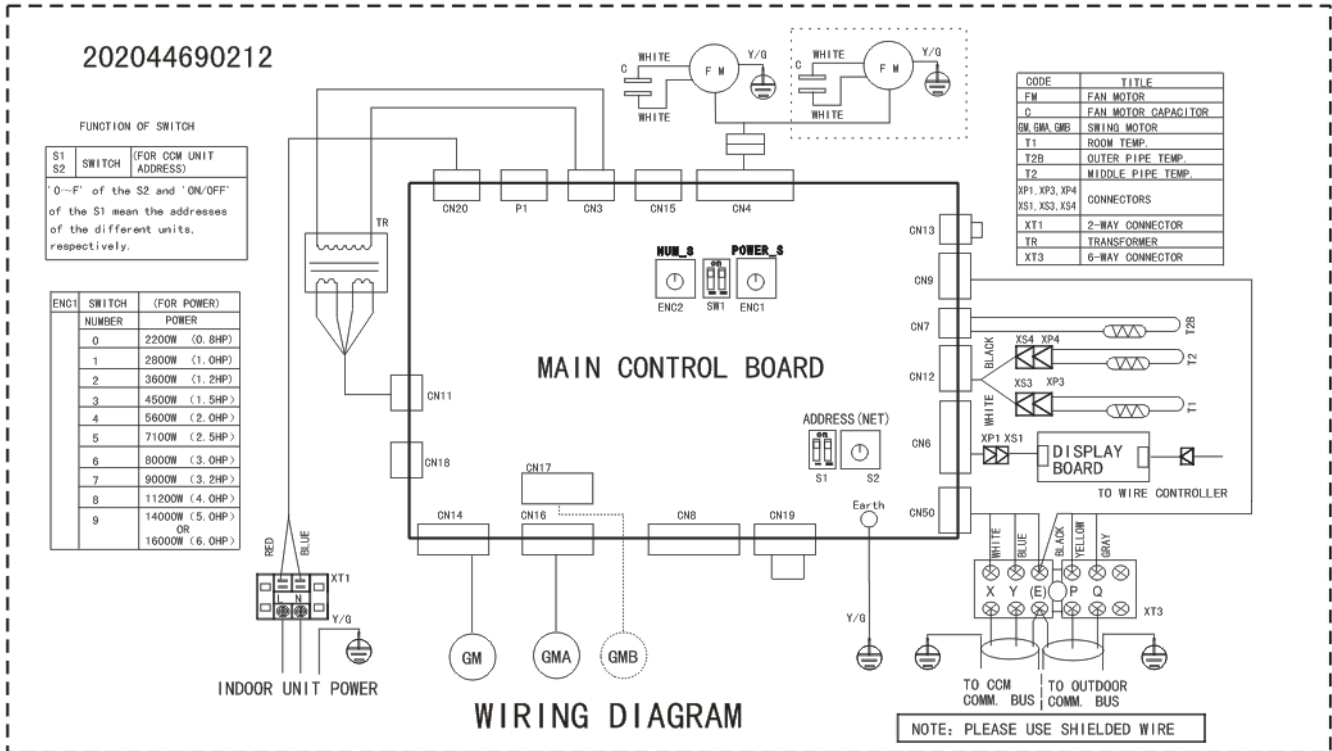 202044690212
FUNCTION OF SWITCH
S1 S2 SWITCH (FOR CCM UNIT ADDRESS)
'0~F' of the S2 and 'ON/OFF'
of the S1 mean the addresses
of the different units,
respectively.
ENC1 SWITCH (FOR POWER)
NUMBER POWER
0 2200W (0.8HP)
1 2800W (1.0HP)
2 3600W (1.2HP)
3 4500W (1.5HP)
4 5600W (2.0HP)
5 7100W (2.5HP)
6 8000W (3.0HP)
7 9000W (3.2HP)
8 11200W (4.0HP)
9 14000W (5.0HP)
OR
16000W (6.0HP)
WHITE
C
FM
Y/G
WHITE
WHITE
C
FM
Y/G
WHITE
CODE TITLE
FM FAN MOTOR
C FAN MOTOR CAPACITOR
GM, GMA, GMB SWING MOTOR
T1 ROOM TEMP.
T2B OUTER PIPE TEMP.
T2 MIDDLE PIPE TEMP.
XP1, XP3, XP4
XS1, XS3, XS4 CONNECTORS
XT1 2-WAY CONNECTOR
TR TRANSFORMER
XT3 6-WAY CONNECTOR
TR
CN20 P1 CN3 CN15 CN4
CN13
CN9
CN7
CN12
CN6
CN50
NUM_S POWER_S
ON
ENC2 SW1 ENC1
MAIN CONTROL BOARD
ADDRESS(NET)
ON
S1 S2
CN11
CN18
CN17
CN14 CN16 CN8 CN19
Earth
Y/G
T2B
BLACK
XS4 XP4
T2
WHITE
XS3 XP3
T1
XP1 XS1
DISPLAY
BOARD
TO WIRE CONTROLLER
WHITE
BLUE
BLACK
YELLOW
GRAY
X Y (E) P Q
XT3
RED
BLUE
XT1
L N
Y/G
INDOOR UNIT POWER
GM GMA GMB
WIRING DIAGRAM
TO CCM
COMM. BUS
TO OUTDOOR
COMM. BUS
NOTE: PLEASE USE SHIELDED WIRE